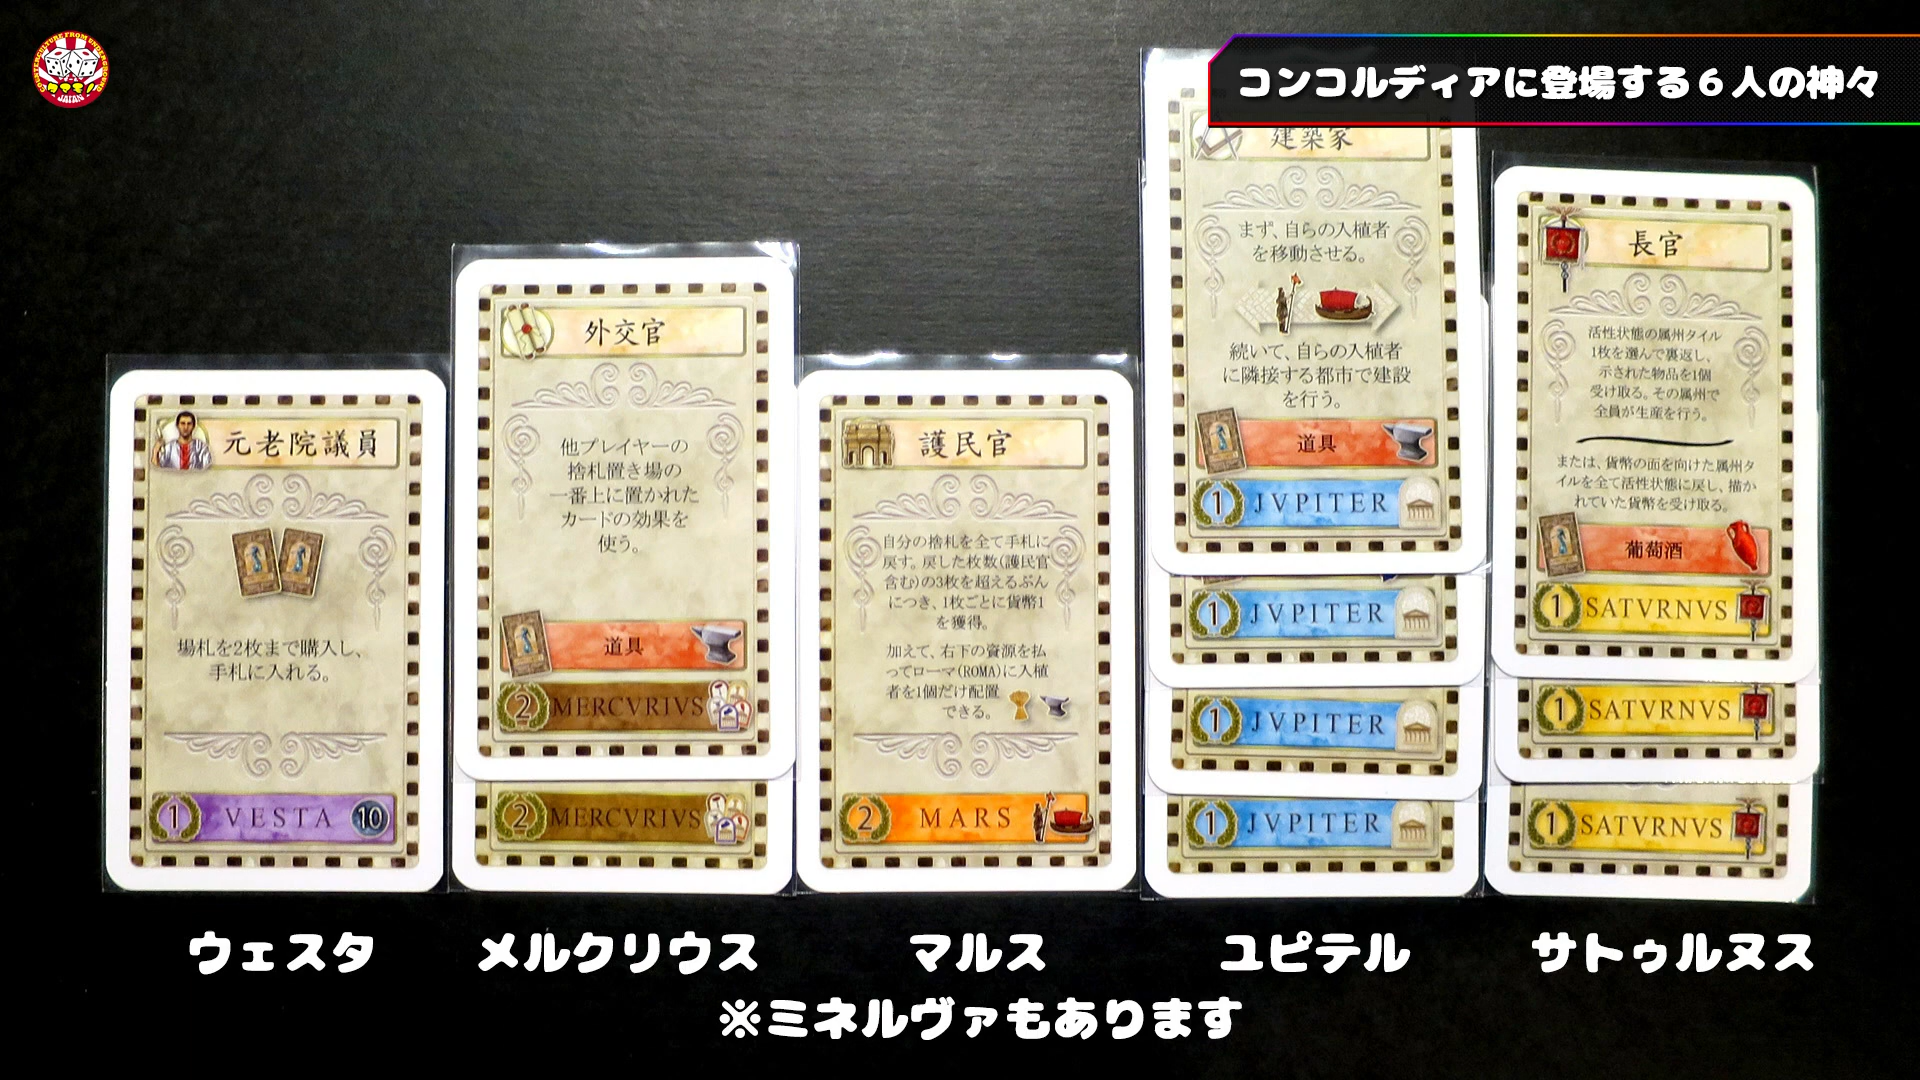 COUNTERCULTURE FROM UNDERGROUND
JAPAN
コンコルディアに登場する６人の神々
元老院議員
場札を2枚まで購入し、
手札に入れる。
1 VESTA 10
外交官
他プレイヤーの
捨札置き場の
一番上に置かれた
カードの効果を
使う。
道具
2 MERCVRIVS
2 MERCVRIVS
護民官
自分の捨札を全て手札に
戻す。戻した枚数(護民官
含む)の3枚を超えるぶん
につき、1枚ごとに貨幣1
を獲得。
加えて、右下の資源を払
ってローマ(ROMA)に入植
者を1個だけ配置
できる。
2 MARS
建築家
まず、自らの入植者
を移動させる。
続いて、自らの入植者
に隣接する都市で建設
を行う。
道具
1 JVPITER
1 JVPITER
1 JVPITER
1 JVPITER
長官
活性状態の属州タイル
1枚を選んで裏返し、
示された物品を1個
受け取る。その属州で
全員が生産を行う。
または、貨幣の面を向けた属州タ
イルを全て活性状態に戻し、描か
れていた貨幣を受け取る。
葡萄酒
1 SATVRNVS
1 SATVRNVS
1 SATVRNVS
ウェスタ
メルクリウス
マルス
ユピテル
サトゥルヌス
※ミネルヴァもあります